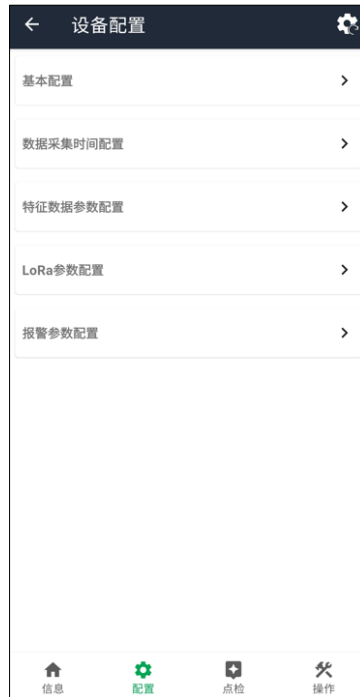 设备配置
基本配置
数据采集时间配置
特征数据参数配置
LoRa参数配置
报警参数配置
信息
配置
点检
操作